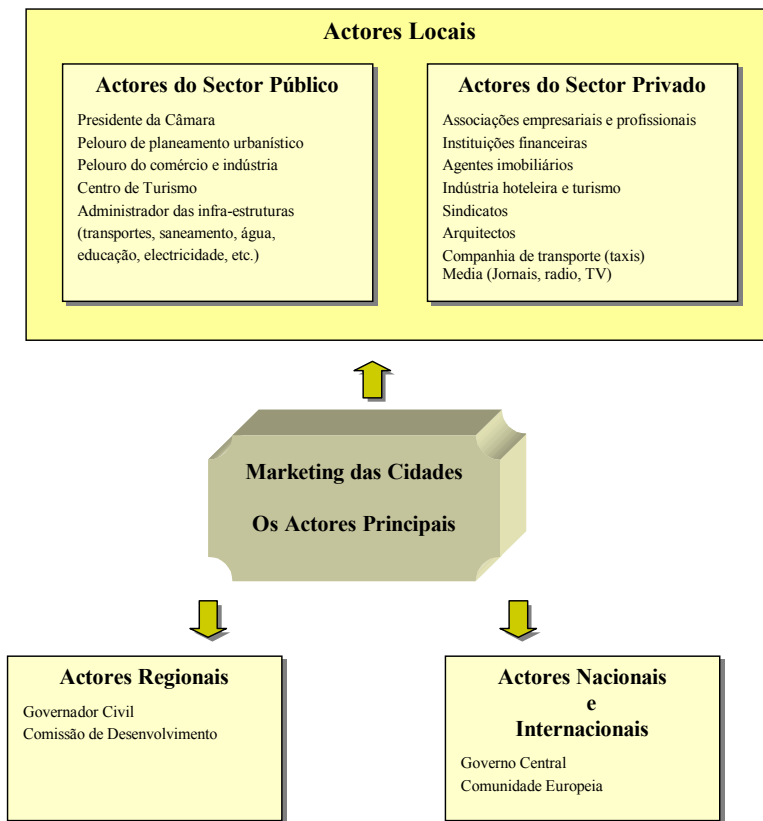 Actores Locais
Actores do Sector Público
Presidente da Câmara
Pelouro de planeamento urbanístico
Pelouro do comércio e indústria
Centro de Turismo
Administrador das infra-estruturas
(transportes, saneamento, água,
educação, electricidade, etc.)
Actores do Sector Privado
Associações empresariais e profissionais
Instituições financeiras
Agentes imobiliários
Indústria hoteleira e turismo
Sindicatos
Arquitectos
Companhia de transporte (taxis)
Media (Jornais, radio, TV)
Marketing das Cidades
Os Actores Principais
Actores Regionais
Governador Civil
Comissão de Desenvolvimento
Actores Nacionais
e
Internacionais
Governo Central
Comunidade Europeia